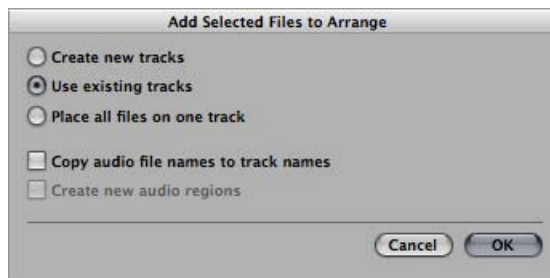 Add Selected Files to Arrange
Create new tracks
Use existing tracks
Place all files on one track
Copy audio file names to track names
Create new audio regions
Cancel OK